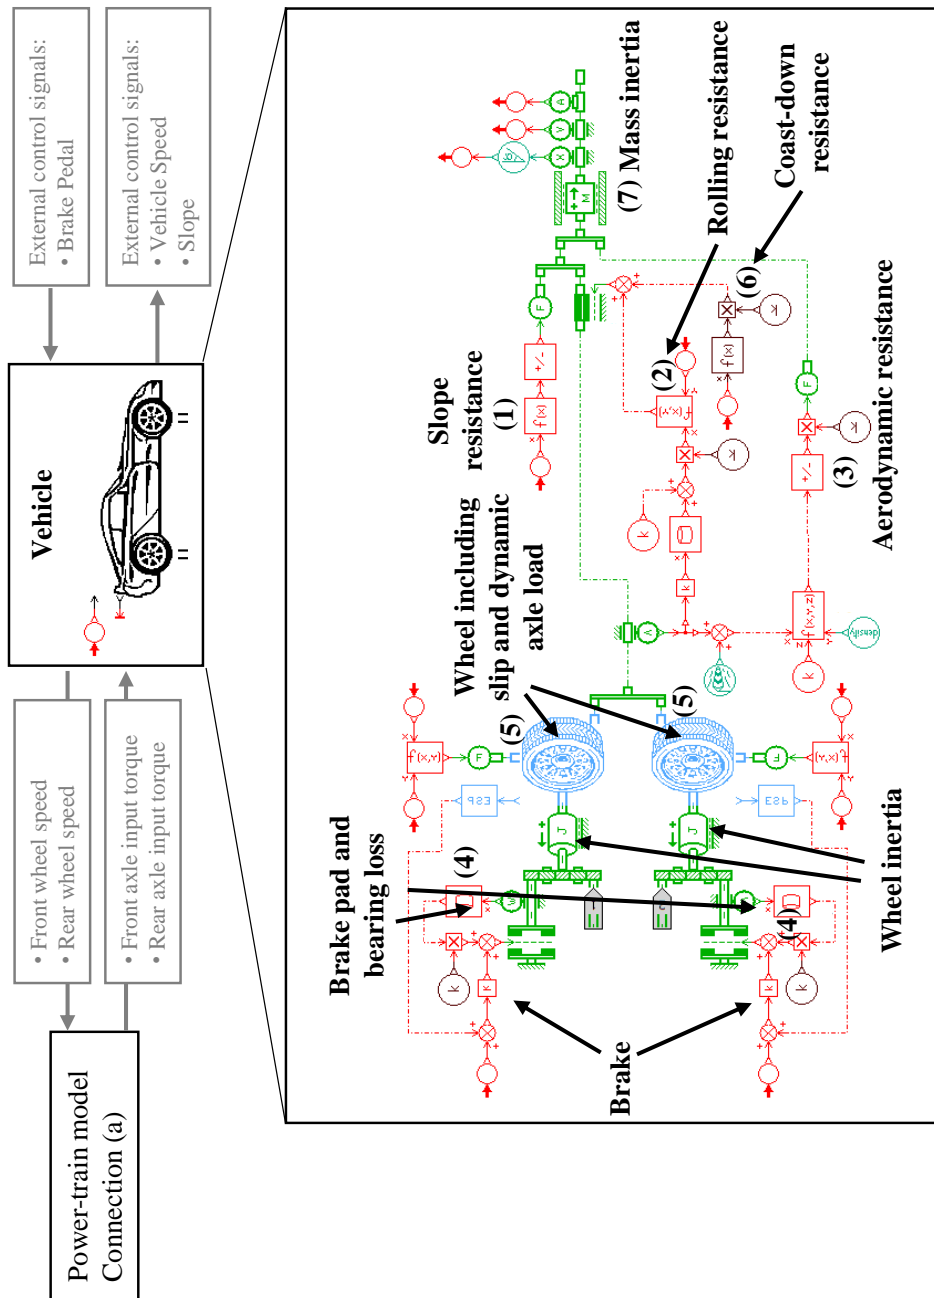 Power-train model
Connection (a)
• Front wheel speed
• Rear wheel speed
• Front axle input torque
• Rear axle input torque
Vehicle
External control signals:
• Brake Pedal
External control signals:
• Vehicle Speed
• Slope
Brake pad and
bearing loss
(4)
Brake
Wheel inertia
(4)
Wheel including
slip and dynamic
axle load
(5)
(5)
Slope
resistance
(1)
(7) Mass inertia
Rolling resistance
(2)
Coast-down
resistance
(6)
Aerodynamic resistance
(3)
ESP
ESP
J
J
f(x,y)
f(x,y)
f(x)
+/-
F
M
X
V
A
f(x,y)
f(x)
f(x,y,z)
density
+/-
F
k
k
k
k